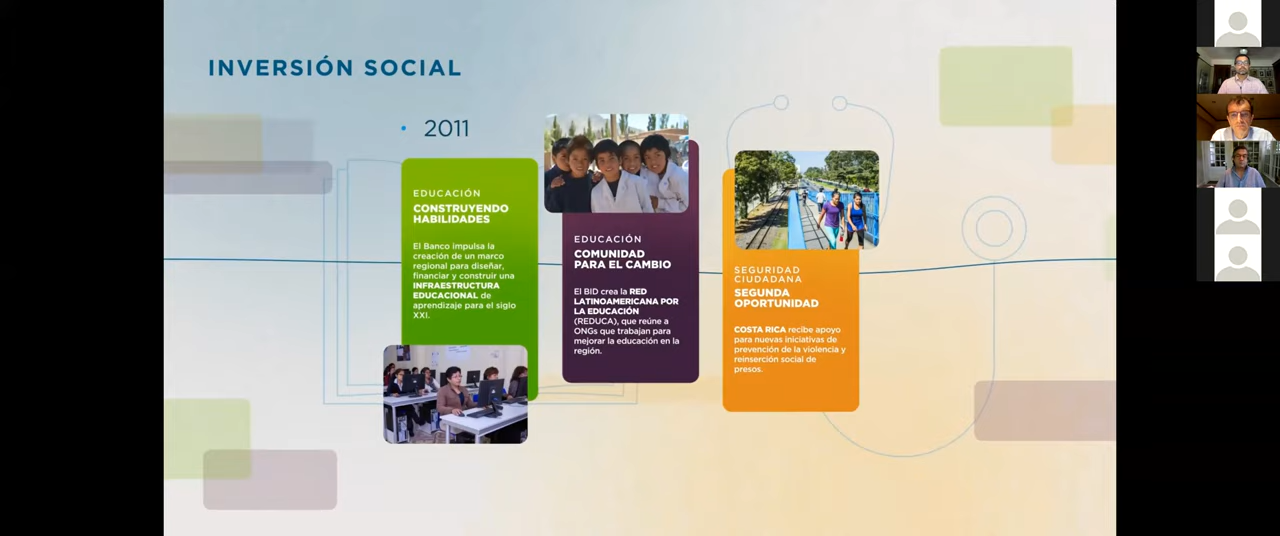 INVERSIÓN SOCIAL
• 2011
EDUCACIÓN
CONSTRUYENDO
HABILIDADES
El Banco impulsa la
creación de un marco
regional para diseñar,
financiar y construir una
INFRAESTRUCTURA
EDUCACIONAL de
aprendizaje para el siglo
XXI.
EDUCACIÓN
COMUNIDAD
PARA EL CAMBIO
El BID crea la RED
LATINOAMERICANA POR
LA EDUCACIÓN
(REDUCA), que reúne a
ONGs que trabajan para
mejorar la educación en la
región.
SEGURIDAD
CIUDADANA
SEGUNDA
OPORTUNIDAD
COSTA RICA recibe apoyo
para nuevas iniciativas de
prevención de la violencia y
reinserción social de
presos.